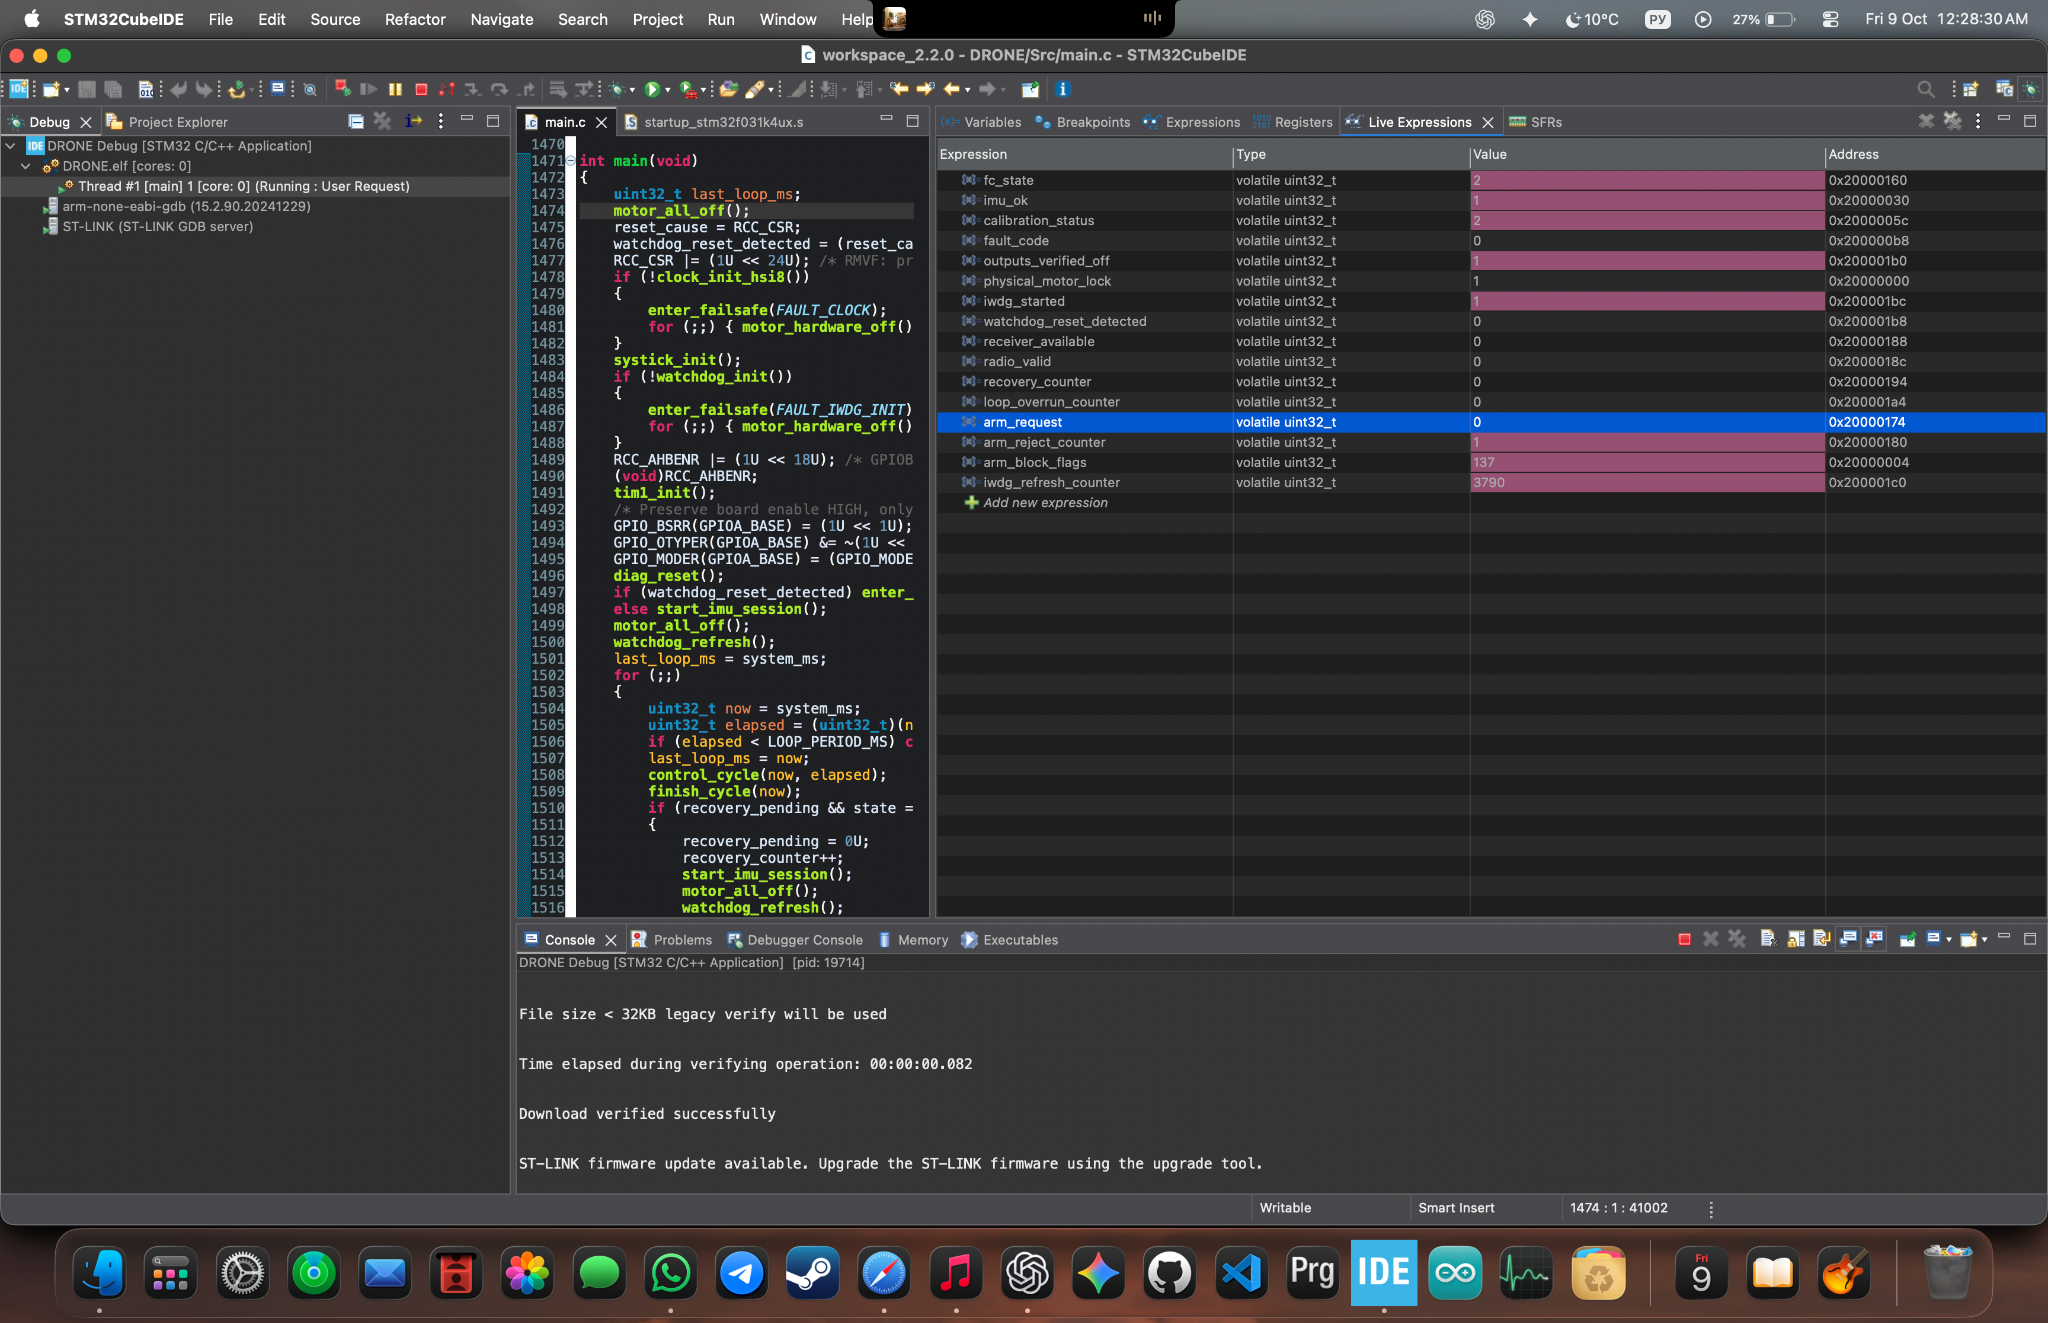 STM32CubeIDE File Edit Source Refactor Navigate Search Project Run Window Help 10°C РУ 27% Fri 9 Oct 12:28:30 AM
workspace_2.2.0 - DRONE/Src/main.c - STM32CubeIDE
Debug Project Explorer
DRONE Debug [STM32 C/C++ Application]
DRONE.elf [cores: 0]
Thread #1 [main] 1 [core: 0] (Running : User Request)
arm-none-eabi-gdb (15.2.90.20241229)
ST-LINK (ST-LINK GDB server)
main.c startup_stm32f031k4ux.s
1470
1471 int main(void)
1472 {
1473 uint32_t last_loop_ms;
1474 motor_all_off();
1475 reset_cause = RCC_CSR;
1476 watchdog_reset_detected = (reset_ca
1477 RCC_CSR |= (1U << 24U); /* RMVF: pr
1478 if (!clock_init_hsi8())
1479 {
1480 enter_failsafe(FAULT_CLOCK);
1481 for (;;) { motor_hardware_off()
1482 }
1483 systick_init();
1484 if (!watchdog_init())
1485 {
1486 enter_failsafe(FAULT_IWDG_INIT)
1487 for (;;) { motor_hardware_off()
1488 }
1489 RCC_AHBENR |= (1U << 18U); /* GPIOB
1490 (void)RCC_AHBENR;
1491 tim1_init();
1492 /* Preserve board enable HIGH, only
1493 GPIO_BSRR(GPIOA_BASE) = (1U << 1U);
1494 GPIO_OTYPER(GPIOA_BASE) &= ~(1U <<
1495 GPIO_MODER(GPIOA_BASE) = (GPIO_MODE
1496 diag_reset();
1497 if (watchdog_reset_detected) enter_
1498 else start_imu_session();
1499 motor_all_off();
1500 watchdog_refresh();
1501 last_loop_ms = system_ms;
1502 for (;;)
1503 {
1504 uint32_t now = system_ms;
1505 uint32_t elapsed = (uint32_t)(n
1506 if (elapsed < LOOP_PERIOD_MS) c
1507 last_loop_ms = now;
1508 control_cycle(now, elapsed);
1509 finish_cycle(now);
1510 if (recovery_pending && state =
1511 {
1512 recovery_pending = 0U;
1513 recovery_counter++;
1514 start_imu_session();
1515 motor_all_off();
1516 watchdog_refresh();
Variables Breakpoints Expressions Registers Live Expressions SFRs
Expression Type Value Address
fc_state volatile uint32_t 2 0x20000160
imu_ok volatile uint32_t 1 0x20000030
calibration_status volatile uint32_t 2 0x2000005c
fault_code volatile uint32_t 0 0x200000b8
outputs_verified_off volatile uint32_t 1 0x200001b0
physical_motor_lock volatile uint32_t 1 0x20000000
iwdg_started volatile uint32_t 1 0x200001bc
watchdog_reset_detected volatile uint32_t 0 0x200001b8
receiver_available volatile uint32_t 0 0x20000188
radio_valid volatile uint32_t 0 0x2000018c
recovery_counter volatile uint32_t 0 0x20000194
loop_overrun_counter volatile uint32_t 0 0x200001a4
arm_request volatile uint32_t 0 0x20000174
arm_reject_counter volatile uint32_t 1 0x20000180
arm_block_flags volatile uint32_t 137 0x20000004
iwdg_refresh_counter volatile uint32_t 3790 0x200001c0
Add new expression
Console Problems Debugger Console Memory Executables
DRONE Debug [STM32 C/C++ Application] [pid: 19714]
File size < 32KB legacy verify will be used
Time elapsed during verifying operation: 00:00:00.082
Download verified successfully
ST-LINK firmware update available. Upgrade the ST-LINK firmware using the upgrade tool.
Writable Smart Insert 1474 : 1 : 41002
Prg IDE Fri 9